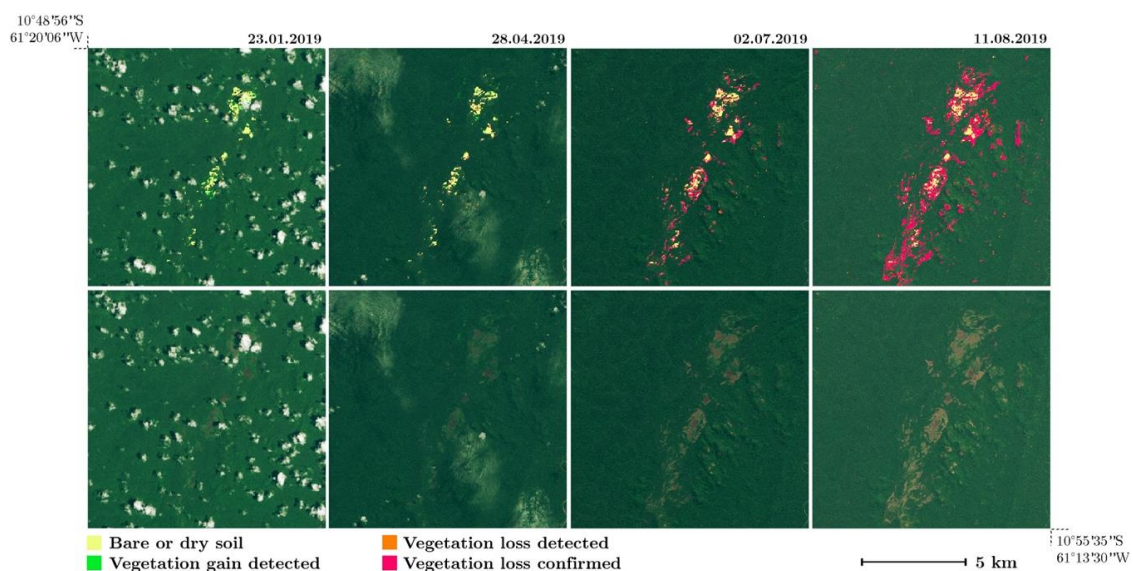 10°48'56"S
61°20'06"W
23.01.2019
28.04.2019
02.07.2019
11.08.2019
Bare or dry soil
Vegetation loss detected
Vegetation gain detected
Vegetation loss confirmed
5 km
10°55'35"S
61°13'30"W